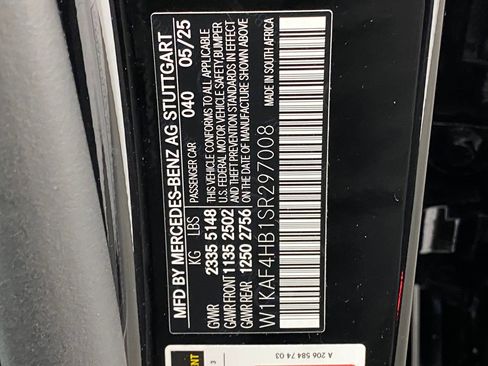 MFD BY MERCEDES-BENZ AG STUTTGART
PASSENGER CAR 040 05/25
KG LBS
GVWR 2335 5148
GAWR FRONT 1135 2502
GAWR REAR 1250 2756
THIS VEHICLE CONFORMS TO ALL APPLICABLE
U.S. FEDERAL MOTOR VEHICLE SAFETY, BUMPER
AND THEFT PREVENTION STANDARDS IN EFFECT
ON THE DATE OF MANUFACTURE SHOWN ABOVE
W1KAF4HB1SR297008
MADE IN SOUTH AFRICA
A 206 584 74 03